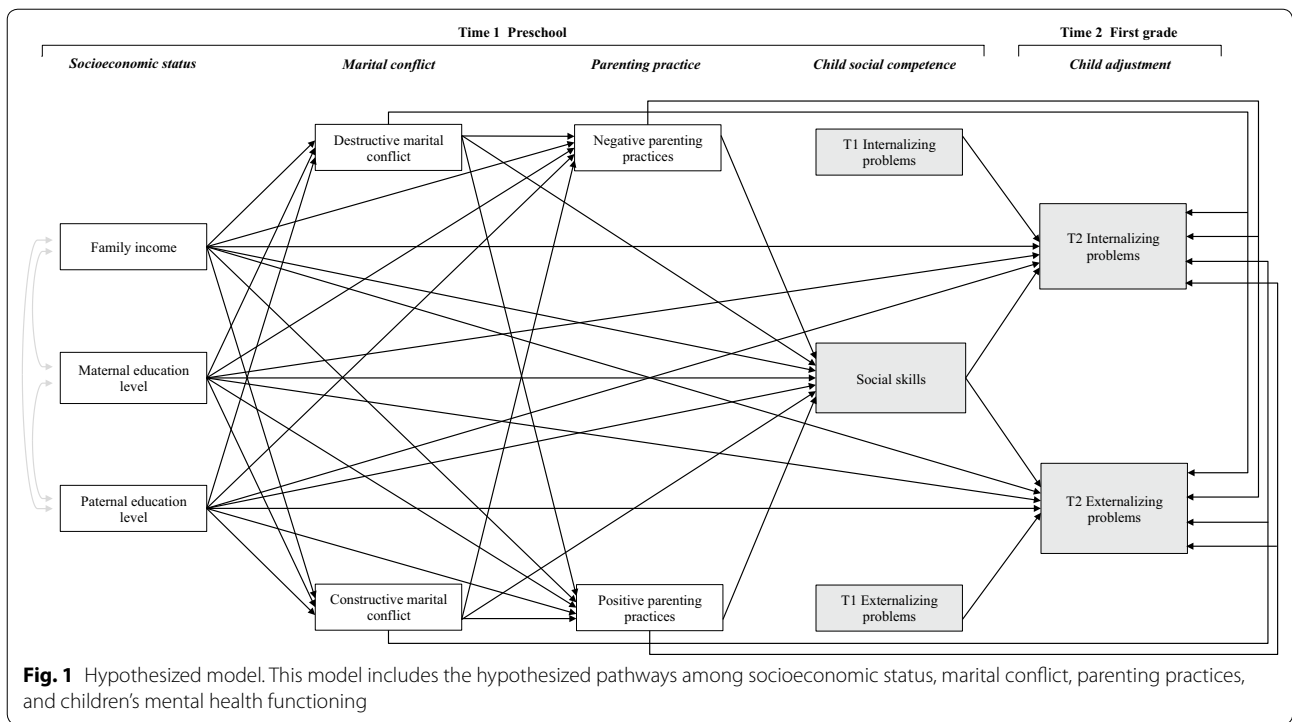 Time 1 Preschool
Time 2 First grade
Socioeconomic status
Marital conflict
Parenting practice
Child social competence
Child adjustment
Destructive marital
conflict
Negative parenting
practices
T1 Internalizing
problems
Family income
T2 Internalizing
problems
Maternal education
level
Social skills
Paternal education
level
T2 Externalizing
problems
Constructive marital
conflict
Positive parenting
practices
T1 Externalizing
problems
Fig. 1 Hypothesized model. This model includes the hypothesized pathways among socioeconomic status, marital conflict, parenting practices,
and children's mental health functioning